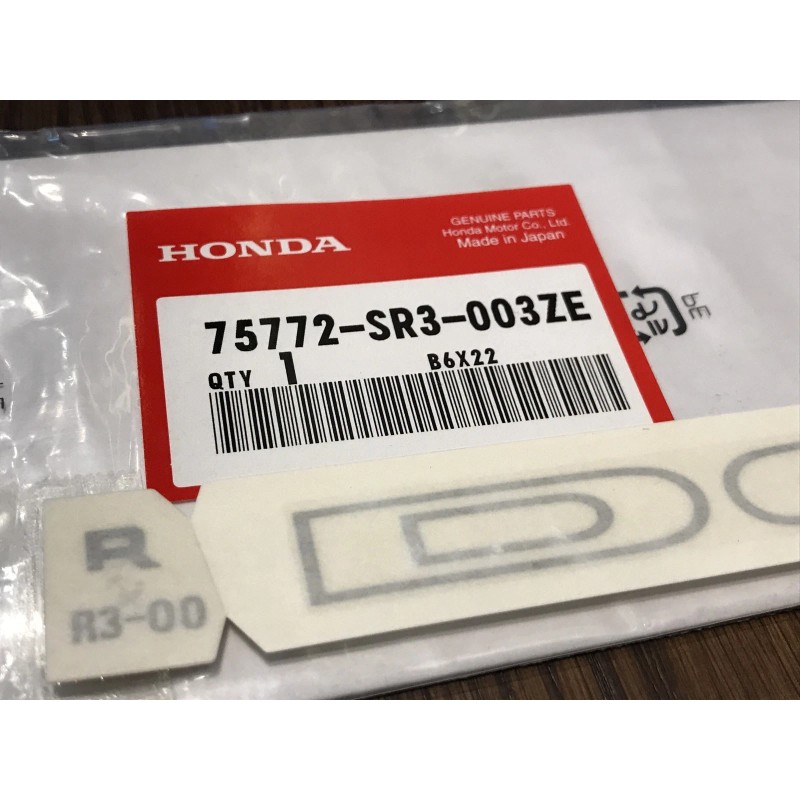 HONDA
GENUINE PARTS
Honda Motor Co., Ltd.
Made in Japan
75772-SR3-003ZE
QTY 1 B6X22
R
R3-00
D